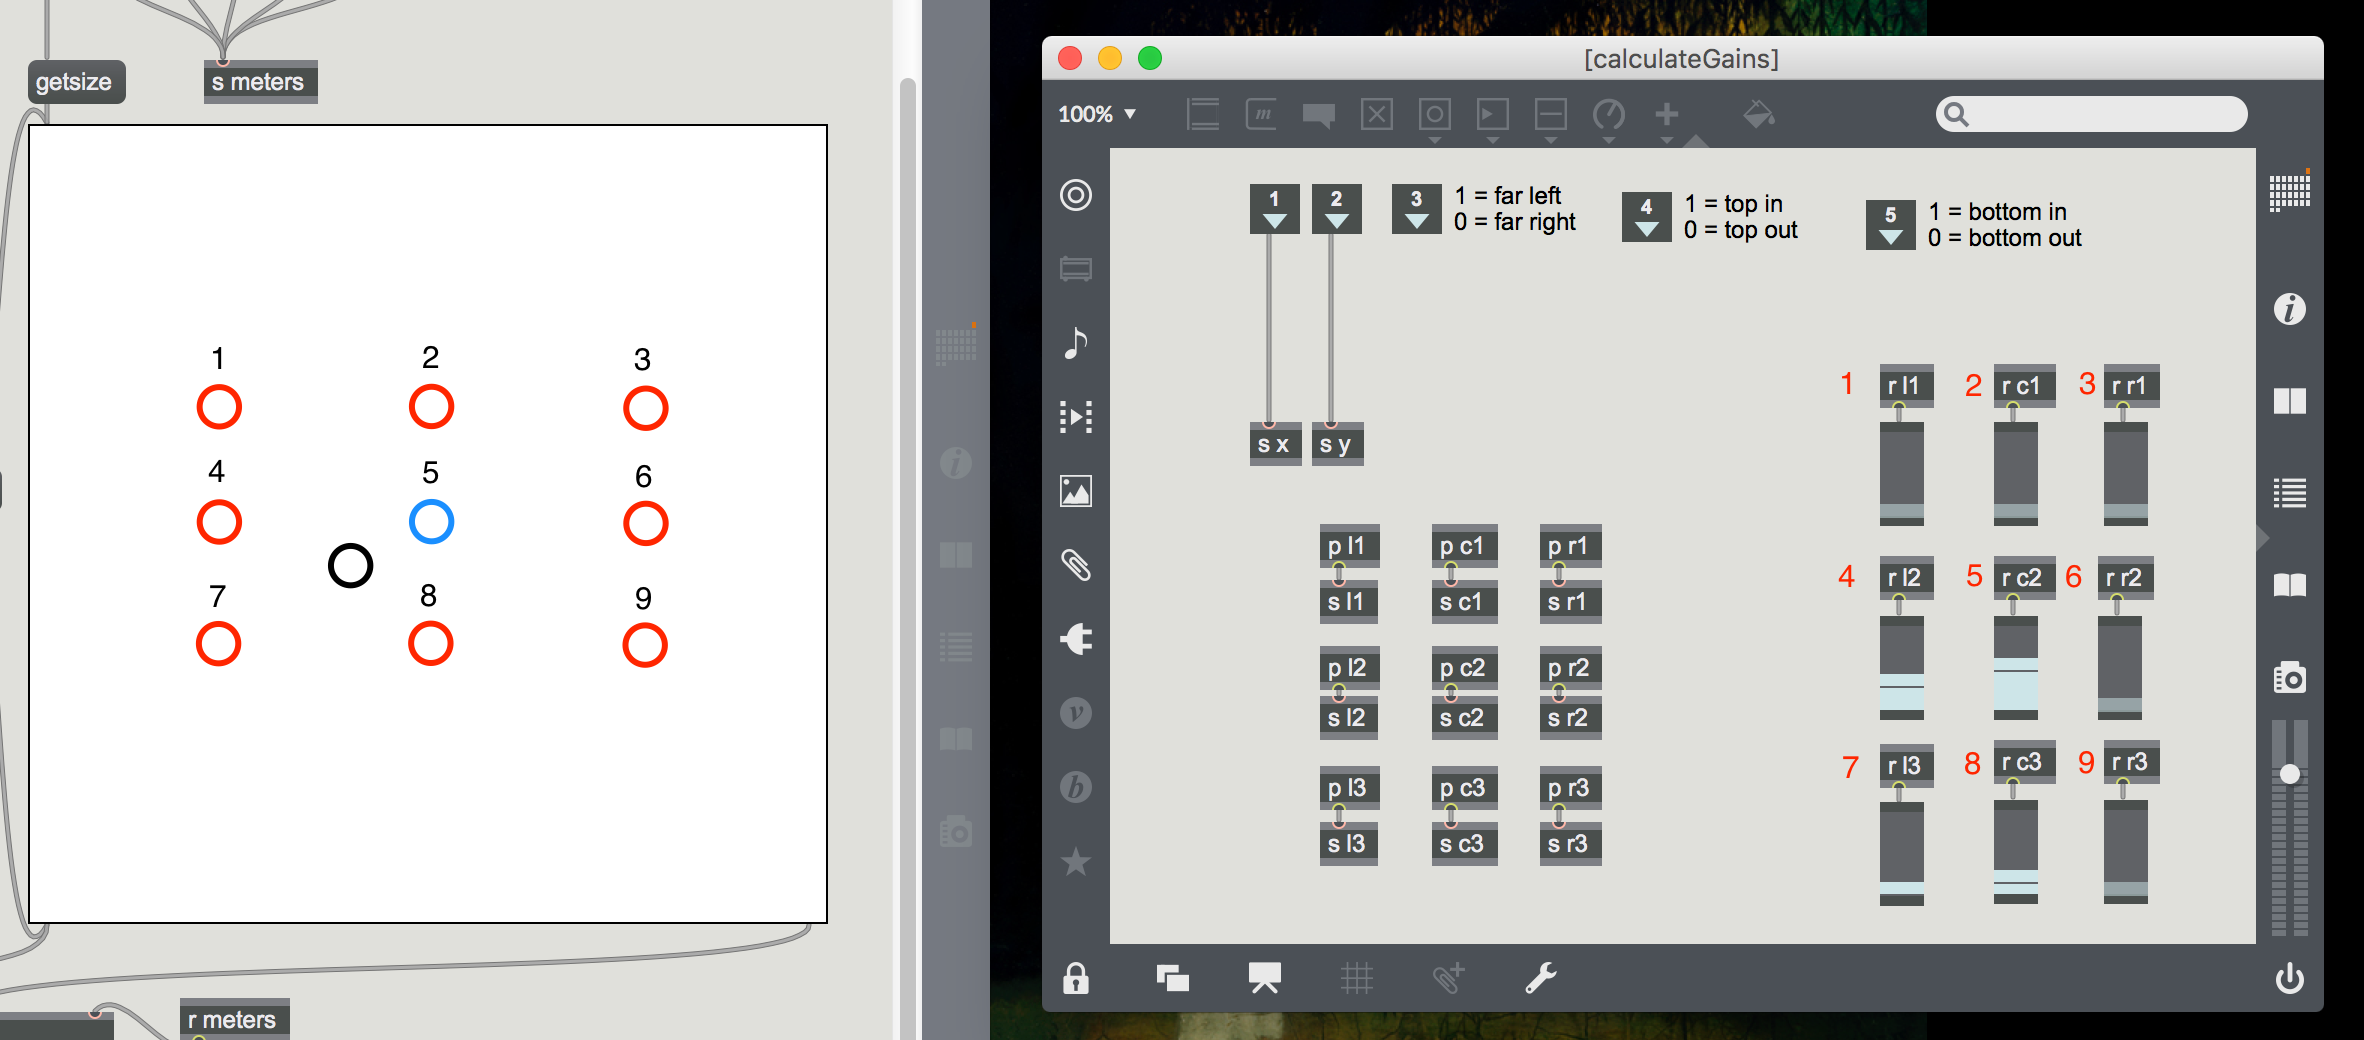 getsize
s meters
1 2 3
4 5 6
7 8 9
r meters
[calculateGains]
100%
m
1 2 3 1 = far left
0 = far right
4 1 = top in
0 = top out
5 1 = bottom in
0 = bottom out
s x s y
p l1 p c1 p r1
s l1 s c1 s r1
p l2 p c2 p r2
s l2 s c2 s r2
p l3 p c3 p r3
s l3 s c3 s r3
1 r l1 2 r c1 3 r r1
4 r l2 5 r c2 6 r r2
7 r l3 8 r c3 9 r r3
i
i
v
b